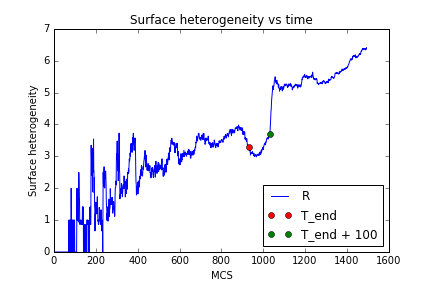 Surface heterogeneity vs time
7
6
5
4
3
2
1
0
Surface heterogeneity
0 200 400 600 800 1000 1200 1400 1600
MCS
R
T_end
T_end + 100